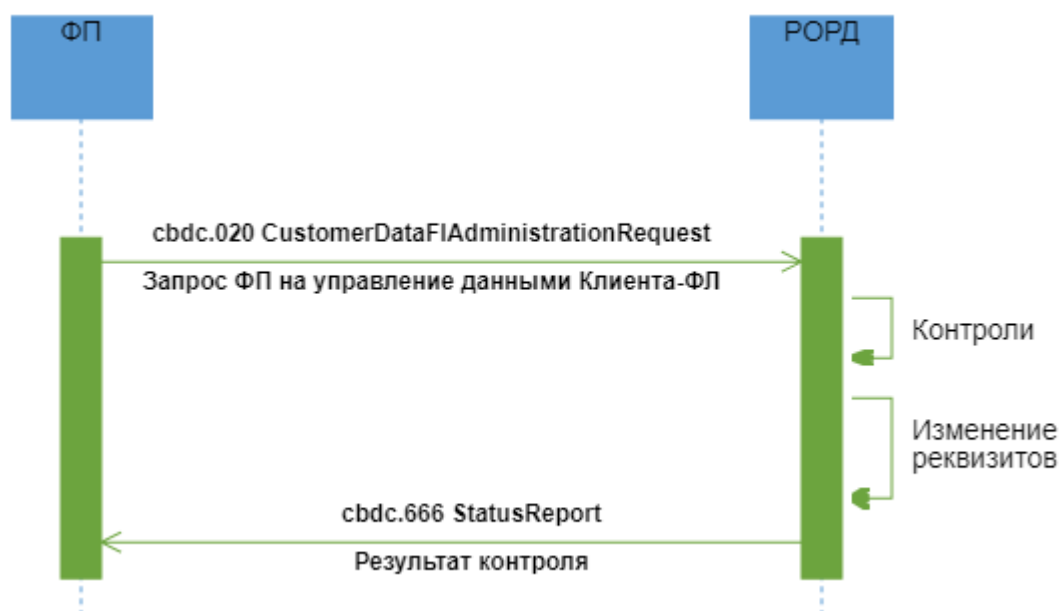 ФП
РОРД
cbdc.020 CustomerDataFIAdministrationRequest
Запрос ФП на управление данными Клиента-ФЛ
Контроли
Изменение
реквизитов
cbdc.666 StatusReport
Результат контроля